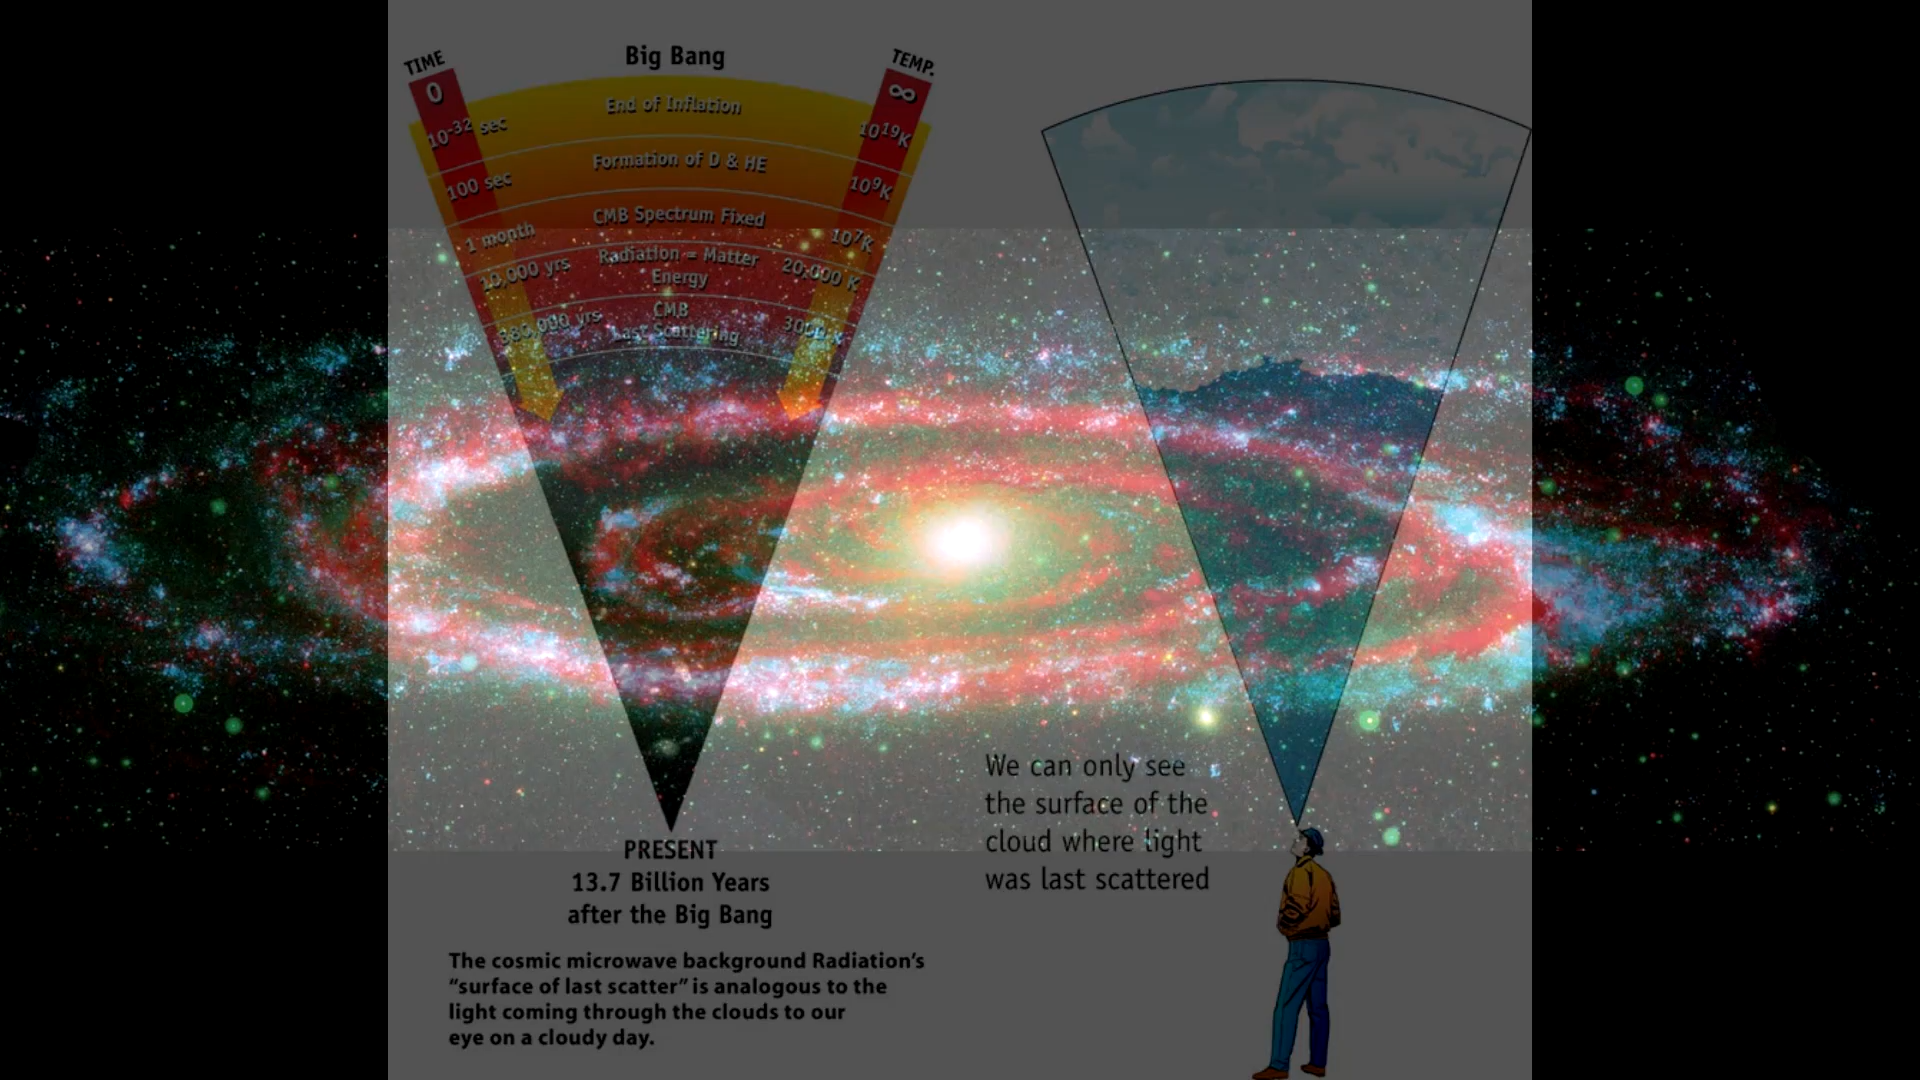 Big Bang
TIME
TEMP.
0
∞
End of Inflation
10⁻³² sec
10¹⁹K
Formation of D & HE
100 sec
10⁹K
CMB Spectrum Fixed
1 month
10⁷K
Radiation = Matter
Energy
10,000 yrs
20,000 K
CMB
Last Scattering
380,000 yrs
3000 K
PRESENT
13.7 Billion Years
after the Big Bang
The cosmic microwave background Radiation's
“surface of last scatter” is analogous to the
light coming through the clouds to our
eye on a cloudy day.
We can only see
the surface of the
cloud where light
was last scattered